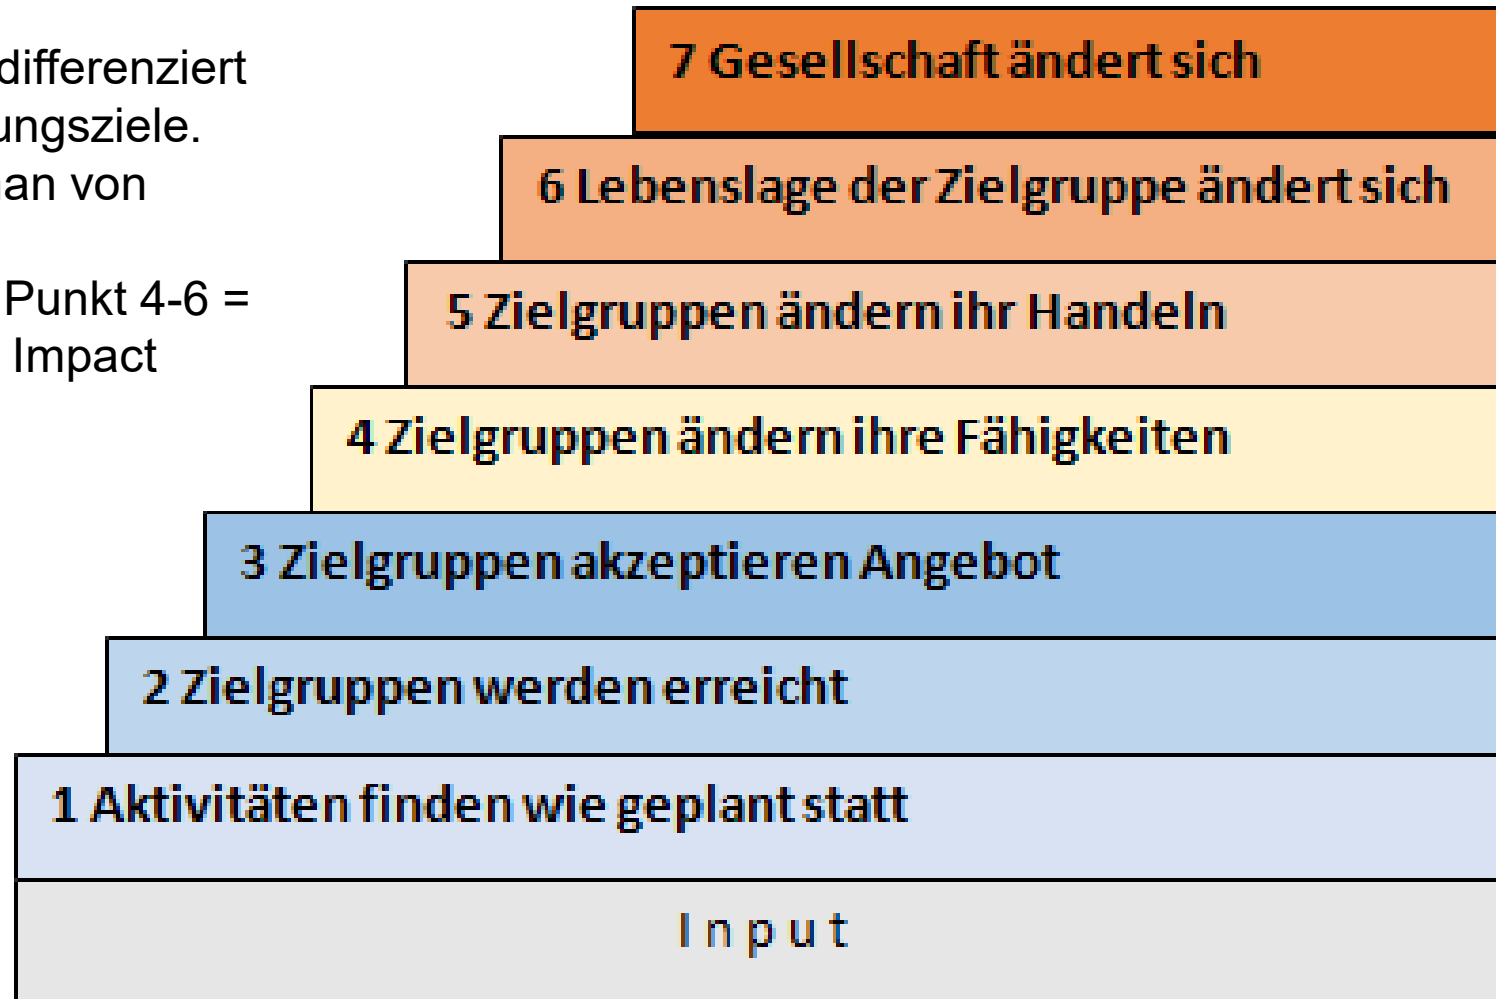 differenziert
ungsziele.
an von
Punkt 4-6 =
Impact
7 Gesellschaft ändert sich
6 Lebenslage der Zielgruppe ändert sich
5 Zielgruppen ändern ihr Handeln
4 Zielgruppen ändern ihre Fähigkeiten
3 Zielgruppen akzeptieren Angebot
2 Zielgruppen werden erreicht
1 Aktivitäten finden wie geplant statt
Input